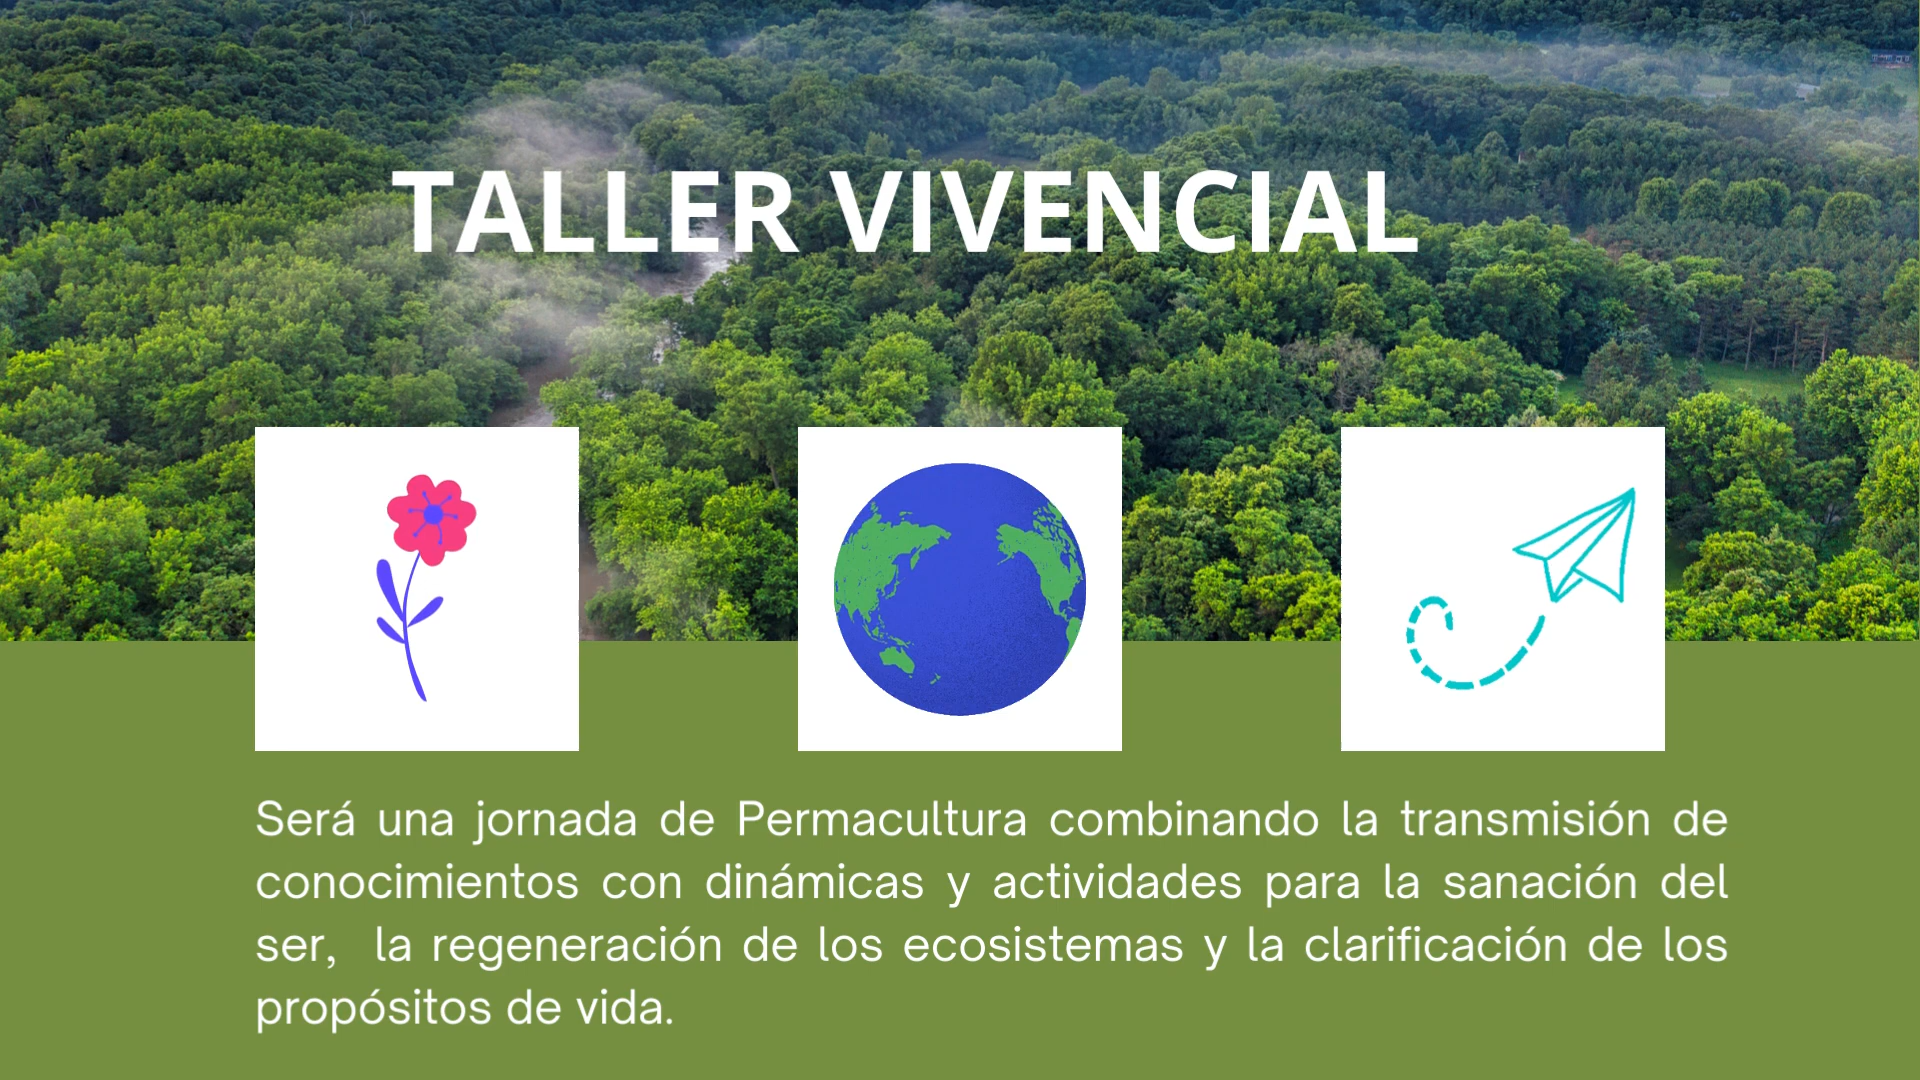 TALLER VIVENCIAL
Será una jornada de Permacultura combinando la transmisión de
conocimientos con dinámicas y actividades para la sanación del
ser,  la regeneración de los ecosistemas y la clarificación de los
propósitos de vida.